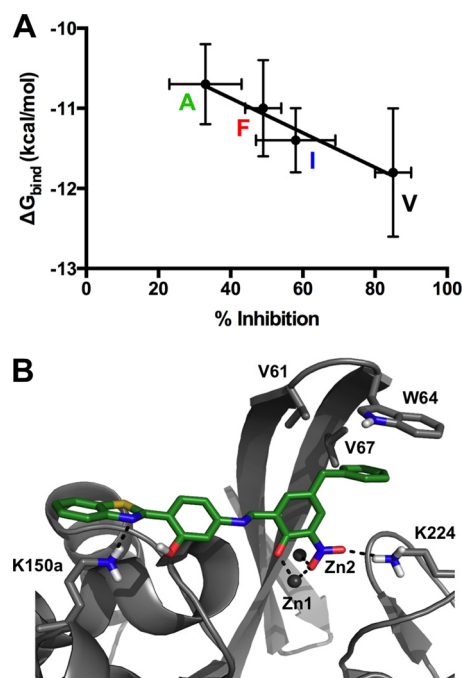 A
-10
-11
-12
-13
ΔGbind (kcal/mol)
A
F
I
V
0 20 40 60 80 100
% Inhibition
B
V61
W64
V67
K150a
K224
Zn2
Zn1